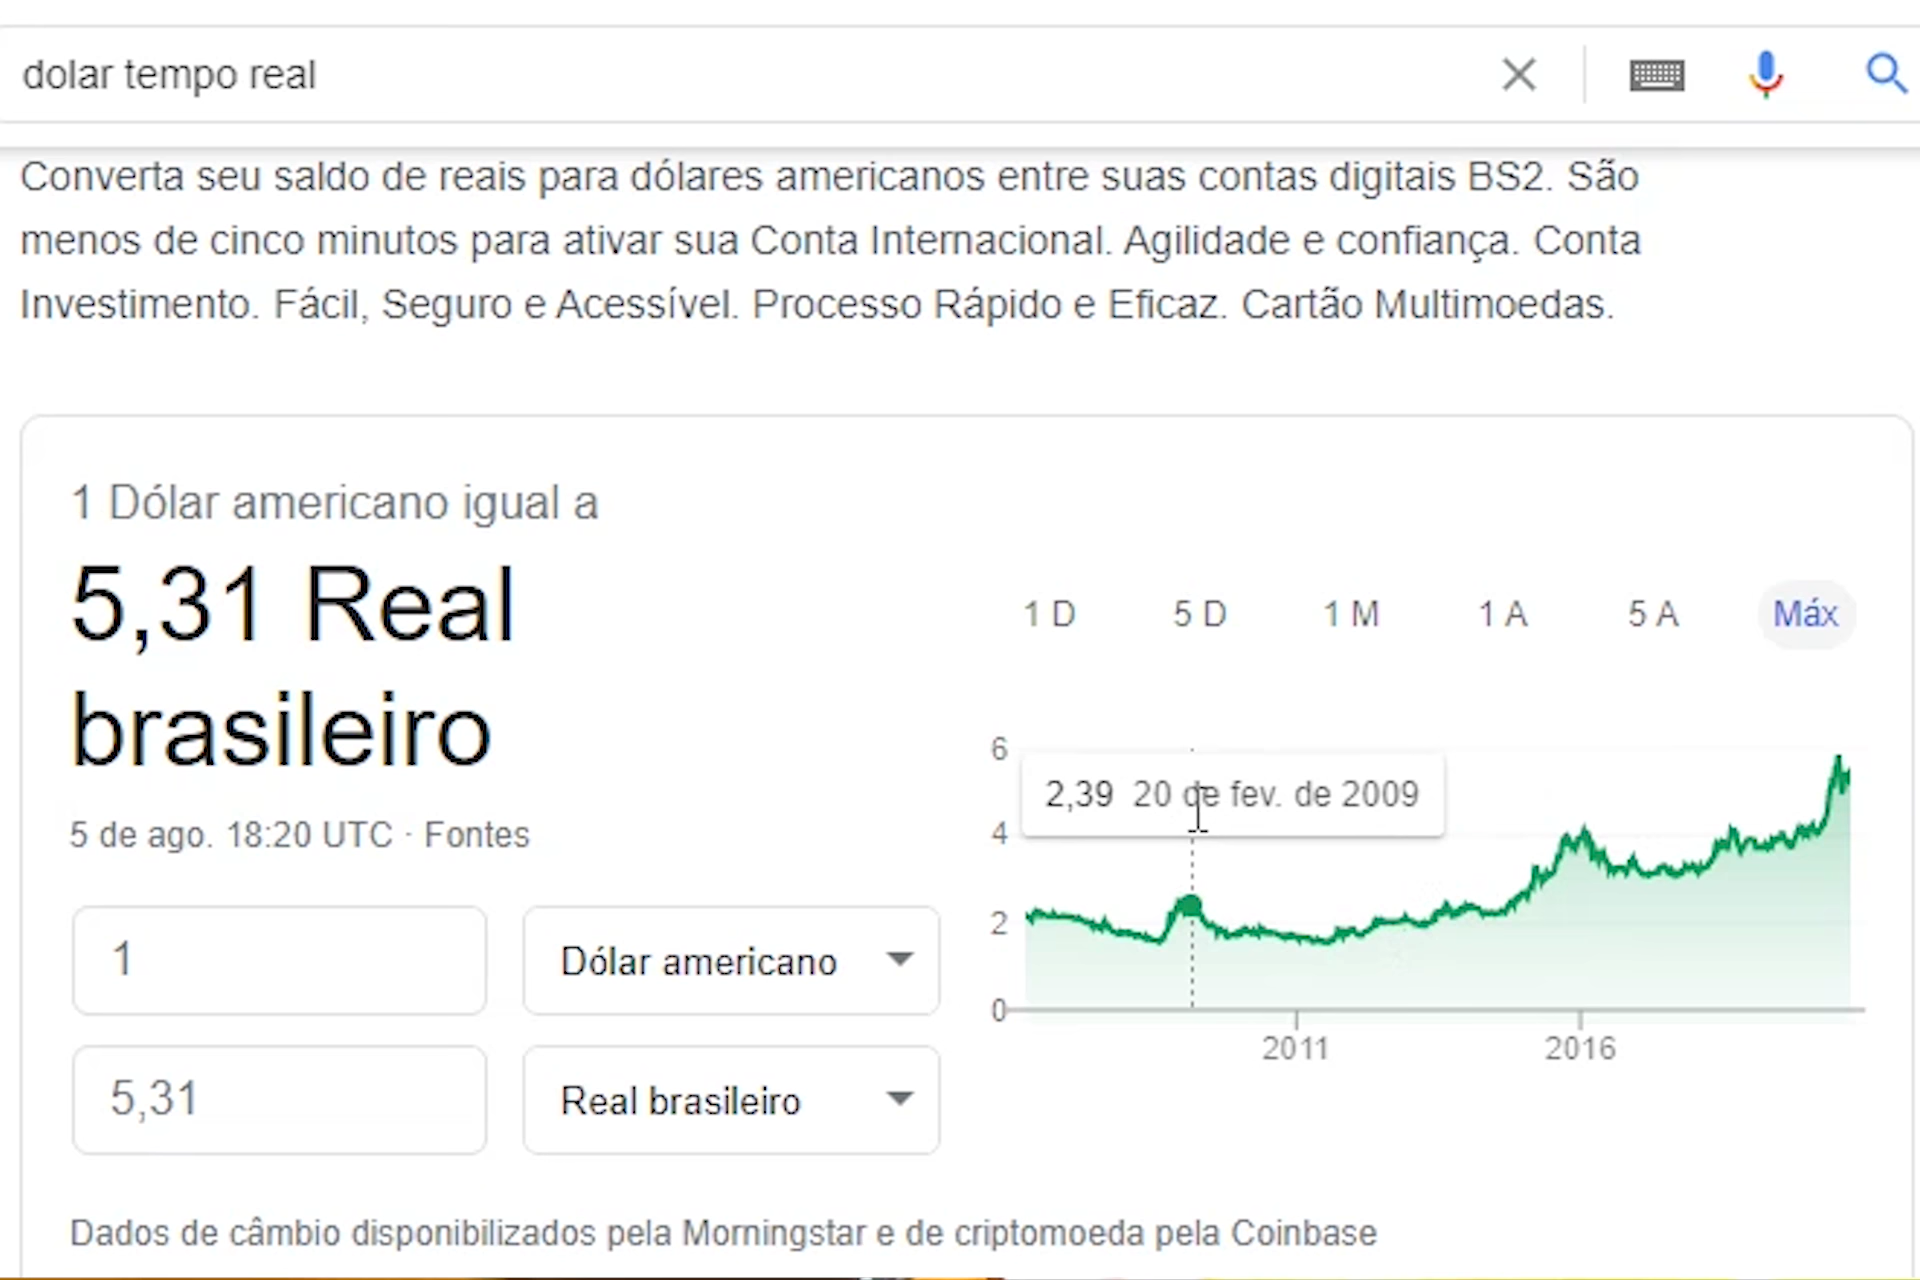 dolar tempo real
Converta seu saldo de reais para dólares americanos entre suas contas digitais BS2. São
menos de cinco minutos para ativar sua Conta Internacional. Agilidade e confiança. Conta
Investimento. Fácil, Seguro e Acessível. Processo Rápido e Eficaz. Cartão Multimoedas.
1 Dólar americano igual a
5,31 Real
brasileiro
5 de ago. 18:20 UTC · Fontes
1 Dólar americano
5,31 Real brasileiro
1 D 5 D 1 M 1 A 5 A Máx
6
2,39 20 de fev. de 2009
4
2
0
2011 2016
Dados de câmbio disponibilizados pela Morningstar e de criptomoeda pela Coinbase